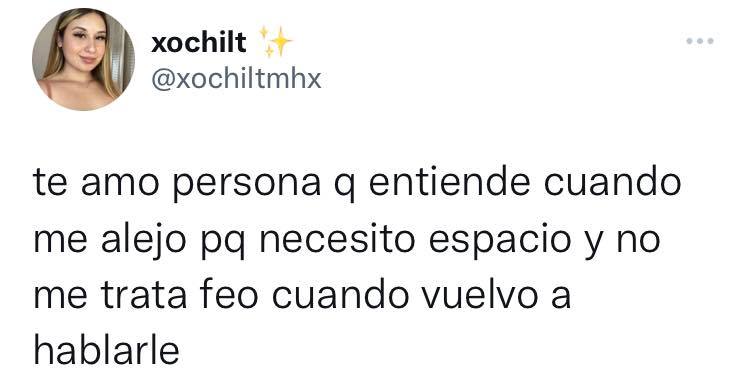 xochilt ✨
@xochiltmhx
te amo persona q entiende cuando
me alejo pq necesito espacio y no
me trata feo cuando vuelvo a
hablarle